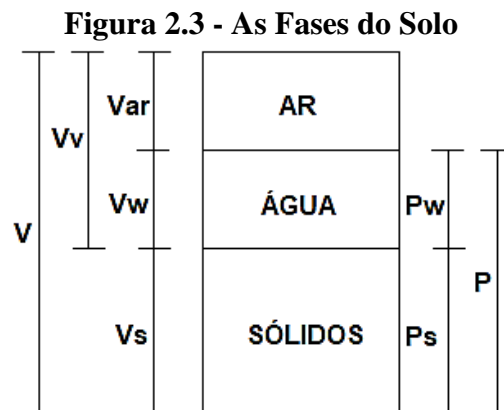 Figura 2.3 - As Fases do Solo
Var AR
Vv
Vw ÁGUA Pw
V
P
Vs SÓLIDOS Ps